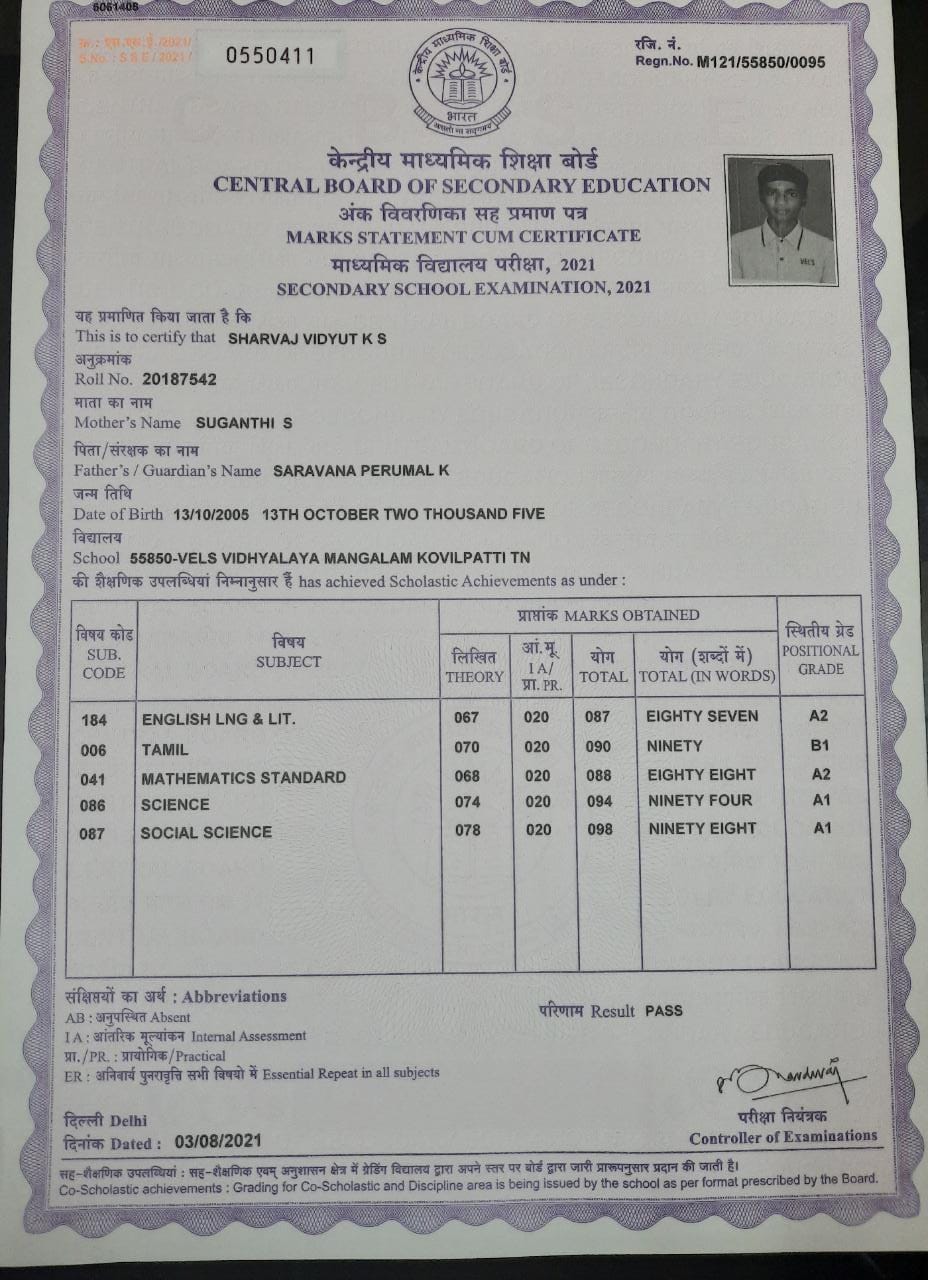 6061408
क्र.: एस.एस.ई./2021/
S.No.: SSE/2021/
0550411
रजि. नं.
Regn.No. M121/55850/0095
केन्द्रीय माध्यमिक शिक्षा बोर्ड
भारत
असतो मा सद्गमय
केन्द्रीय माध्यमिक शिक्षा बोर्ड
CENTRAL BOARD OF SECONDARY EDUCATION
अंक विवरणिका सह प्रमाण पत्र
MARKS STATEMENT CUM CERTIFICATE
माध्यमिक विद्यालय परीक्षा, 2021
SECONDARY SCHOOL EXAMINATION, 2021
VELS
यह प्रमाणित किया जाता है कि
This is to certify that SHARVAJ VIDYUT K S
अनुक्रमांक
Roll No. 20187542
माता का नाम
Mother's Name SUGANTHI S
पिता/संरक्षक का नाम
Father's / Guardian's Name SARAVANA PERUMAL K
जन्म तिथि
Date of Birth 13/10/2005 13TH OCTOBER TWO THOUSAND FIVE
विद्यालय
School 55850-VELS VIDHYALAYA MANGALAM KOVILPATTI TN
की शैक्षणिक उपलब्धियां निम्नानुसार हैं has achieved Scholastic Achievements as under :
विषय कोड SUB. CODE
विषय SUBJECT
प्राप्तांक MARKS OBTAINED
लिखित THEORY
आं.मू. I A/ प्रा. PR.
योग TOTAL
योग (शब्दों में) TOTAL (IN WORDS)
स्थितीय ग्रेड POSITIONAL GRADE
184 ENGLISH LNG & LIT. 067 020 087 EIGHTY SEVEN A2
006 TAMIL 070 020 090 NINETY B1
041 MATHEMATICS STANDARD 068 020 088 EIGHTY EIGHT A2
086 SCIENCE 074 020 094 NINETY FOUR A1
087 SOCIAL SCIENCE 078 020 098 NINETY EIGHT A1
संक्षिप्तियों का अर्थ : Abbreviations
AB : अनुपस्थित Absent
I A : आंतरिक मूल्यांकन Internal Assessment
प्रा./PR. : प्रायोगिक/Practical
ER : अनिवार्य पुनरावृत्ति सभी विषयो में Essential Repeat in all subjects
परिणाम Result PASS
दिल्ली Delhi
दिनांक Dated : 03/08/2021
परीक्षा नियंत्रक
Controller of Examinations
सह-शैक्षणिक उपलब्धियां : सह-शैक्षणिक एवम् अनुशासन क्षेत्र में ग्रेडिंग विद्यालय द्वारा अपने स्तर पर बोर्ड द्वारा जारी प्रारूपनुसार प्रदान की जाती है।
Co-Scholastic achievements : Grading for Co-Scholastic and Discipline area is being issued by the school as per format prescribed by the Board.